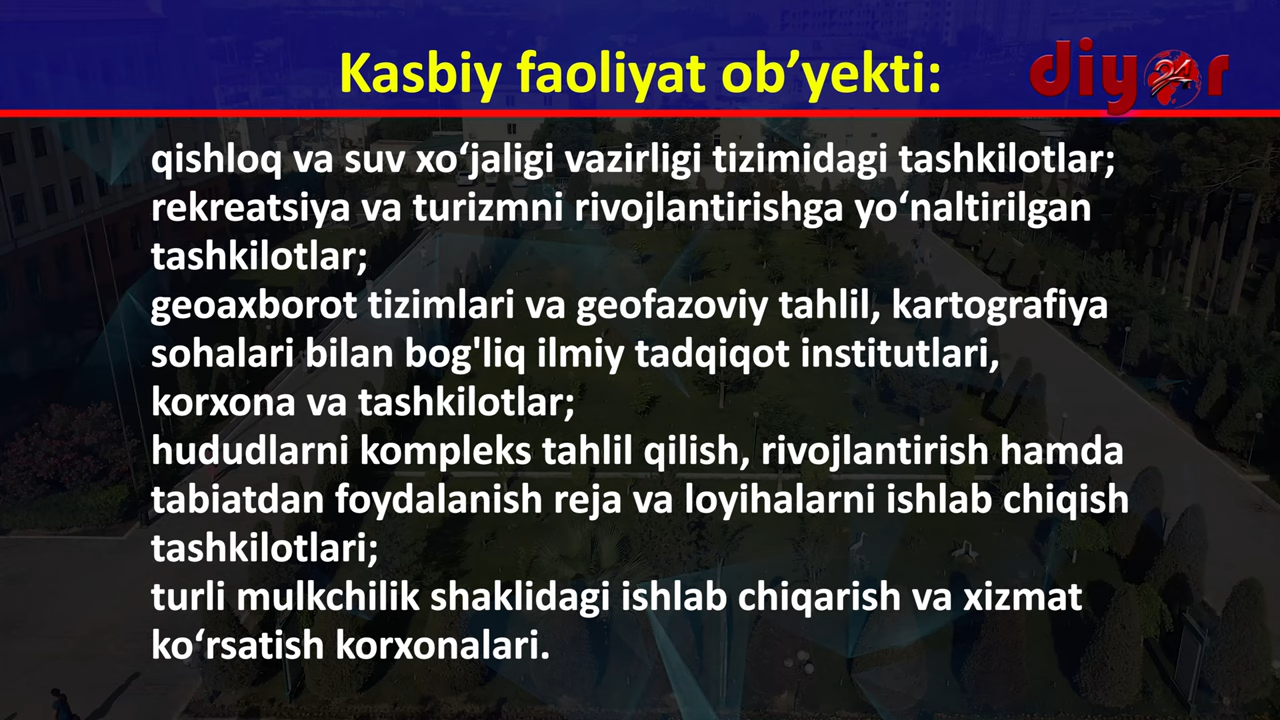 Kasbiy faoliyat ob’yekti:
diyor
24
qishloq va suv xo‘jaligi vazirligi tizimidagi tashkilotlar;
rekreatsiya va turizmni rivojlantirishga yo‘naltirilgan
tashkilotlar;
geoaxborot tizimlari va geofazoviy tahlil, kartografiya
sohalari bilan bog'liq ilmiy tadqiqot institutlari,
korxona va tashkilotlar;
hududlarni kompleks tahlil qilish, rivojlantirish hamda
tabiatdan foydalanish reja va loyihalarni ishlab chiqish
tashkilotlari;
turli mulkchilik shaklidagi ishlab chiqarish va xizmat
ko‘rsatish korxonalari.